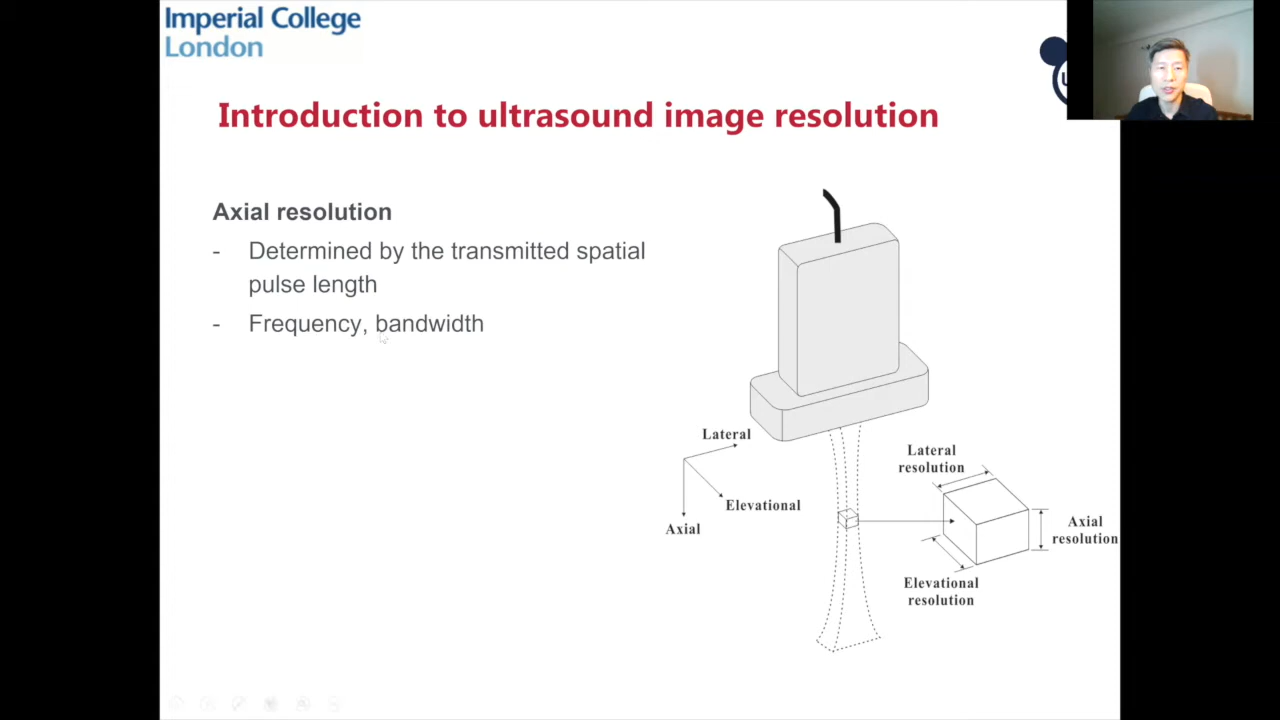 Imperial College
London
Introduction to ultrasound image resolution
Axial resolution
- Determined by the transmitted spatial
pulse length
- Frequency, bandwidth
Lateral
Elevational
Axial
Lateral
resolution
Axial
resolution
Elevational
resolution